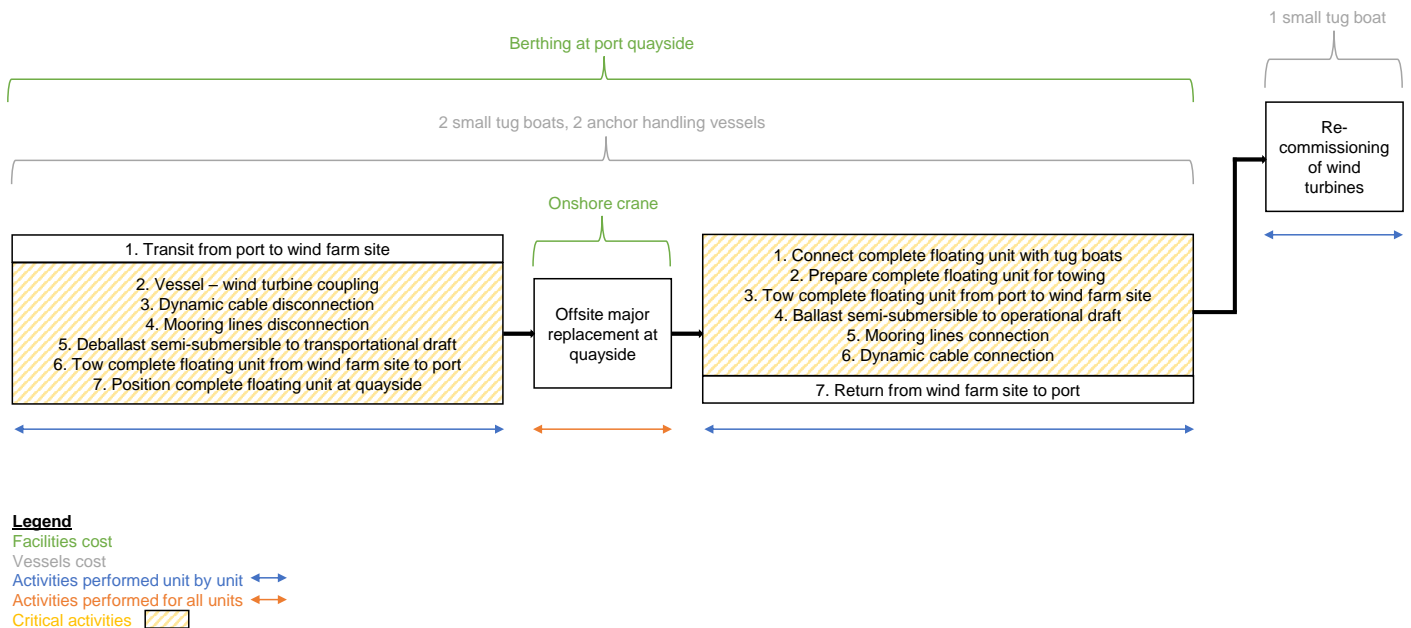 1 small tug boat
Berthing at port quayside
2 small tug boats, 2 anchor handling vessels
Re-
commissioning
of wind
turbines
Onshore crane
1. Transit from port to wind farm site
2. Vessel – wind turbine coupling
3. Dynamic cable disconnection
4. Mooring lines disconnection
5. Deballast semi-submersible to transportational draft
6. Tow complete floating unit from wind farm site to port
7. Position complete floating unit at quayside
Offsite major
replacement at
quayside
1. Connect complete floating unit with tug boats
2. Prepare complete floating unit for towing
3. Tow complete floating unit from port to wind farm site
4. Ballast semi-submersible to operational draft
5. Mooring lines connection
6. Dynamic cable connection
7. Return from wind farm site to port
Legend
Facilities cost
Vessels cost
Activities performed unit by unit
Activities performed for all units
Critical activities